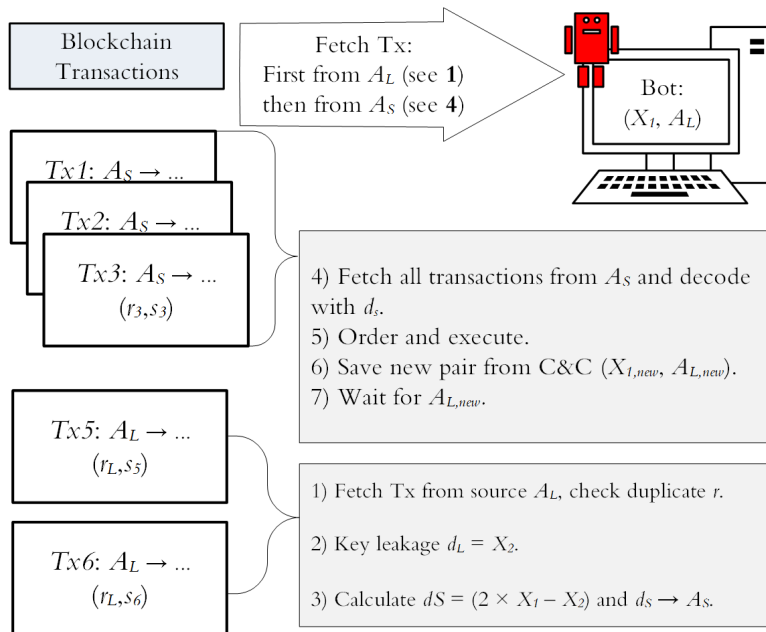 Blockchain
Transactions
Fetch Tx:
First from A_L (see 1)
then from A_S (see 4)
Bot:
(X_1, A_L)
Tx1: A_S → ...
Tx2: A_S → ...
Tx3: A_S → ...
(r_3,s_3)
4) Fetch all transactions from A_S and decode
with d_s.
5) Order and execute.
6) Save new pair from C&C (X_{1,new}, A_{L,new}).
7) Wait for A_{L,new}.
Tx5: A_L → ...
(r_L,s_5)
Tx6: A_L → ...
(r_L,s_6)
1) Fetch Tx from source A_L, check duplicate r.
2) Key leakage d_L = X_2.
3) Calculate dS = (2 × X_1 – X_2) and d_S → A_S.